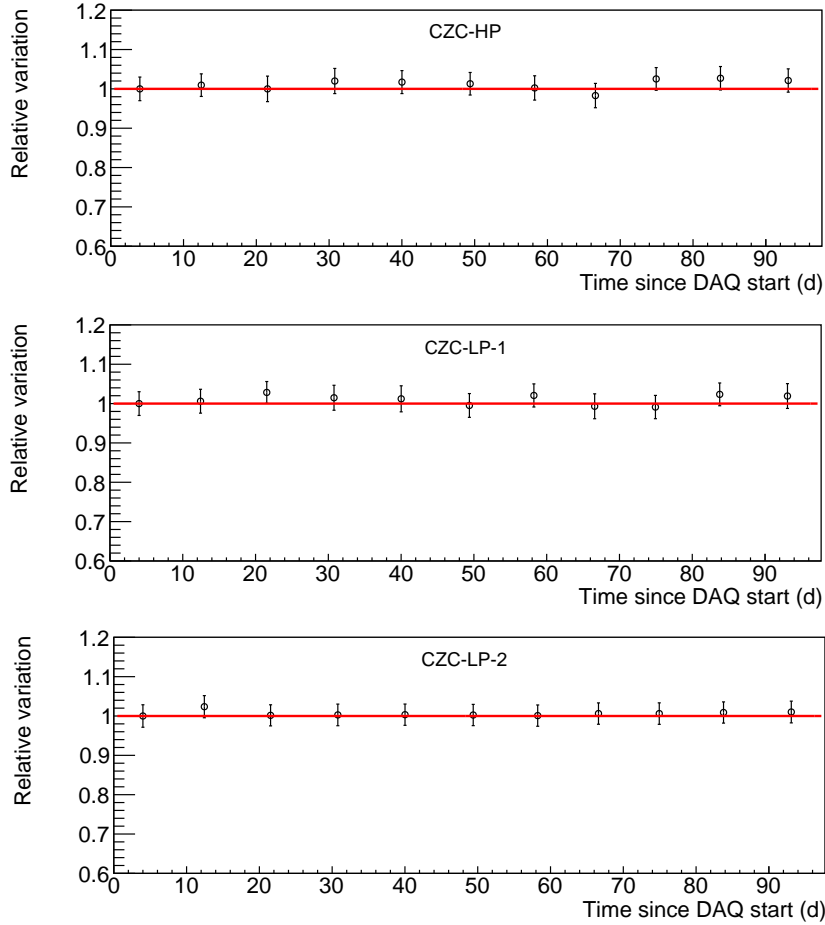 CZC-HP
Relative variation
1.2
1.1
1
0.9
0.8
0.7
0.6
0 10 20 30 40 50 60 70 80 90
Time since DAQ start (d)
CZC-LP-1
Relative variation
1.2
1.1
1
0.9
0.8
0.7
0.6
0 10 20 30 40 50 60 70 80 90
Time since DAQ start (d)
CZC-LP-2
Relative variation
1.2
1.1
1
0.9
0.8
0.7
0.6
0 10 20 30 40 50 60 70 80 90
Time since DAQ start (d)